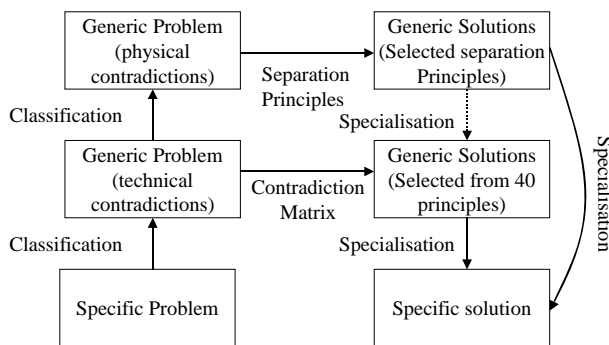 Generic Problem
(physical
contradictions)
Separation
Principles
Generic Solutions
(Selected separation
Principles)
Classification
Specialisation
Specialisation
Generic Problem
(technical
contradictions)
Contradiction
Matrix
Generic Solutions
(Selected from 40
principles)
Classification
Specialisation
Specific Problem
Specific solution